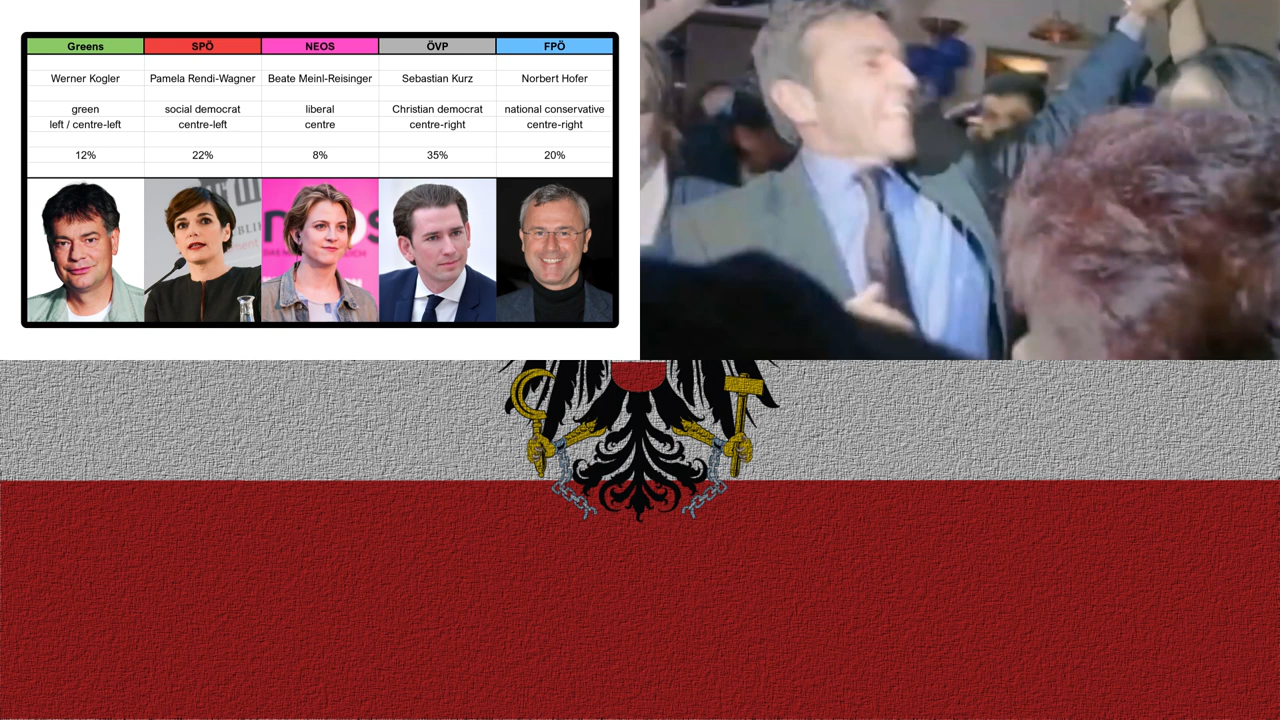 Greens SPÖ NEOS ÖVP FPÖ
Werner Kogler Pamela Rendi-Wagner Beate Meinl-Reisinger Sebastian Kurz Norbert Hofer
green social democrat liberal Christian democrat national conservative
left / centre-left centre-left centre centre-right centre-right
12% 22% 8% 35% 20%